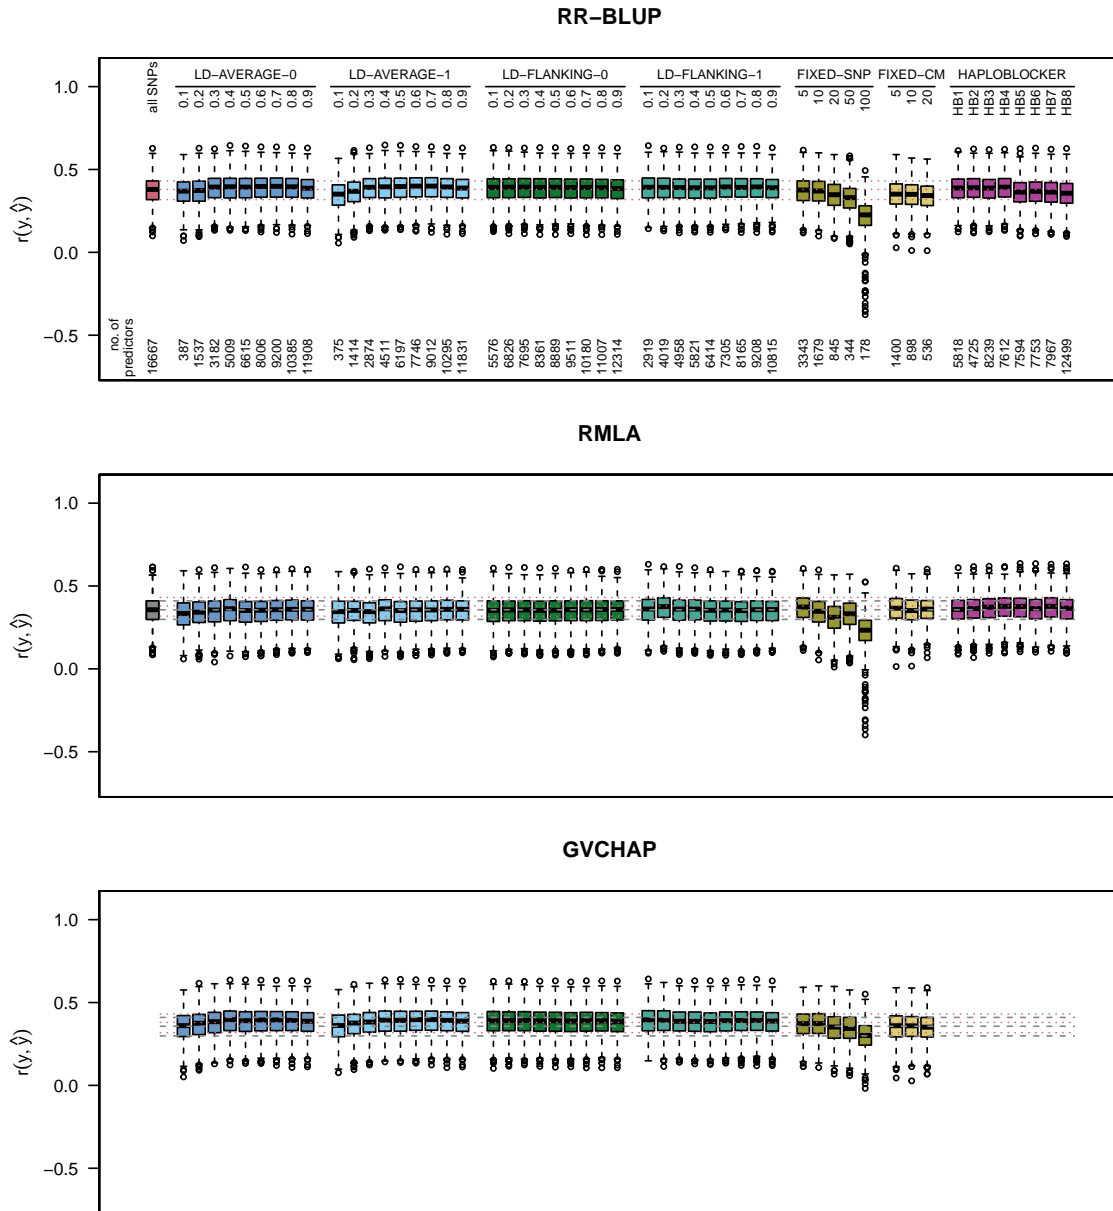 RR−BLUP
all SNPs
LD−AVERAGE−0 LD−AVERAGE−1 LD−FLANKING−0 LD−FLANKING−1 FIXED−SNP FIXED−CM HAPLOBLOCKER
0.1 0.2 0.3 0.4 0.5 0.6 0.7 0.8 0.9 0.1 0.2 0.3 0.4 0.5 0.6 0.7 0.8 0.9 0.1 0.2 0.3 0.4 0.5 0.6 0.7 0.8 0.9 0.1 0.2 0.3 0.4 0.5 0.6 0.7 0.8 0.9 5 10 20 50 100 5 10 20 HB1 HB2 HB3 HB4 HB5 HB6 HB7 HB8
1.0
0.5
0.0
−0.5
r(y, ŷ)
no. of
predictors
16667 387 1537 3182 5009 6615 8006 9200 10385 11908 375 1414 2874 4511 6197 7746 9012 10295 11831 5576 6826 7695 8361 8889 9511 10180 11007 12314 2919 4019 4958 5821 6414 7305 8165 9208 10815 3343 1679 845 344 178 1400 898 536 5818 4725 8239 7612 7594 7753 7967 12499
RMLA
1.0
0.5
0.0
−0.5
r(y, ŷ)
GVCHAP
1.0
0.5
0.0
−0.5
r(y, ŷ)